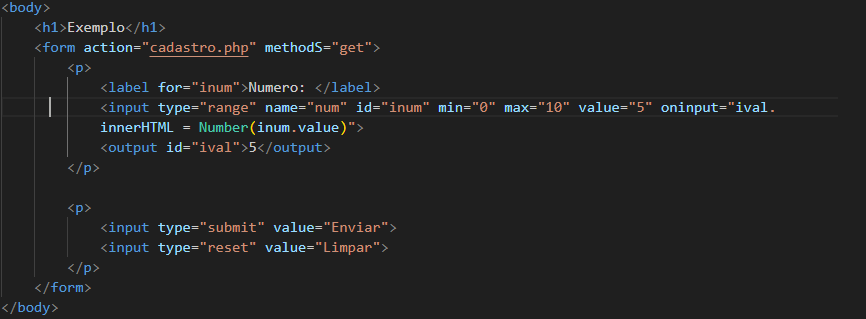 <body>
<h1>Exemplo</h1>
<form action="cadastro.php" methodS="get">
<p>
<label for="inum">Numero: </label>
<input type="range" name="num" id="inum" min="0" max="10" value="5" oninput="ival.
innerHTML = Number(inum.value)">
<output id="ival">5</output>
</p>
<p>
<input type="submit" value="Enviar">
<input type="reset" value="Limpar">
</p>
</form>
</body>